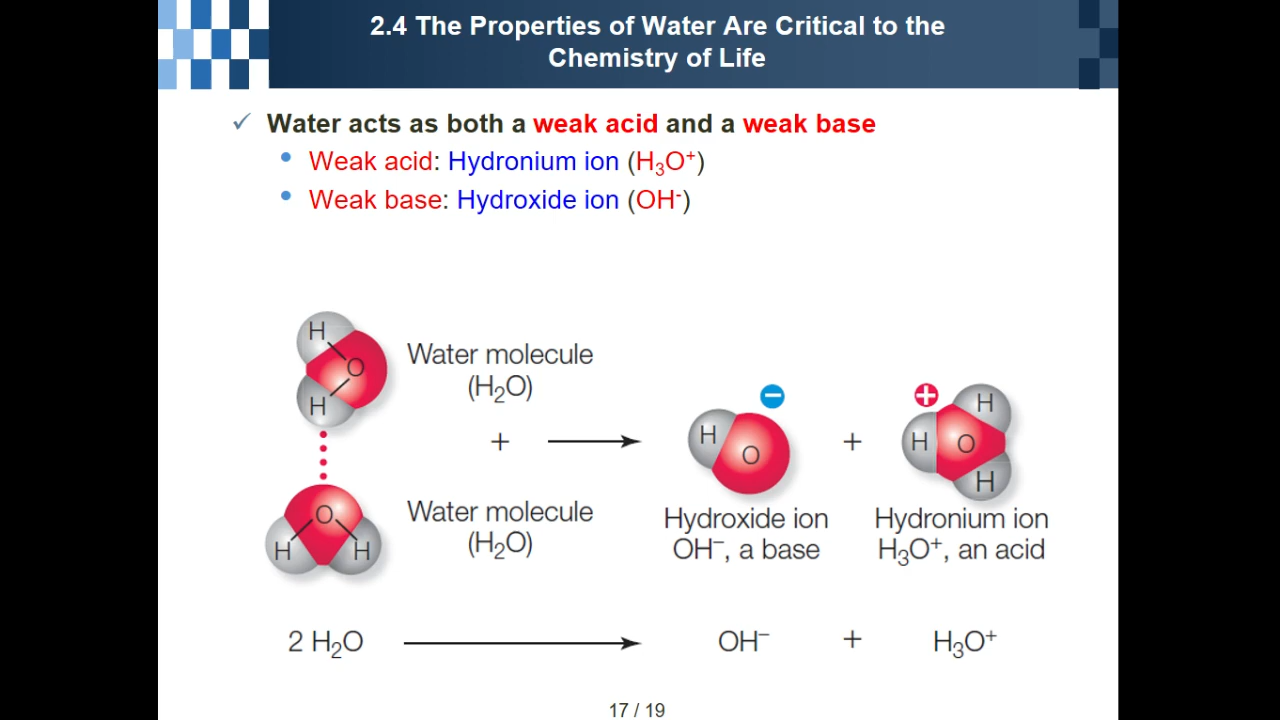 2.4 The Properties of Water Are Critical to the
Chemistry of Life
✓ Water acts as both a weak acid and a weak base
• Weak acid: Hydronium ion (H₃O⁺)
• Weak base: Hydroxide ion (OH⁻)
H
O
H
Water molecule
(H₂O)
+
O
H H
Water molecule
(H₂O)
−
H
O
Hydroxide ion
OH⁻, a base
+
+
H
H O
H
Hydronium ion
H₃O⁺, an acid
2 H₂O → OH⁻ + H₃O⁺
17 / 19